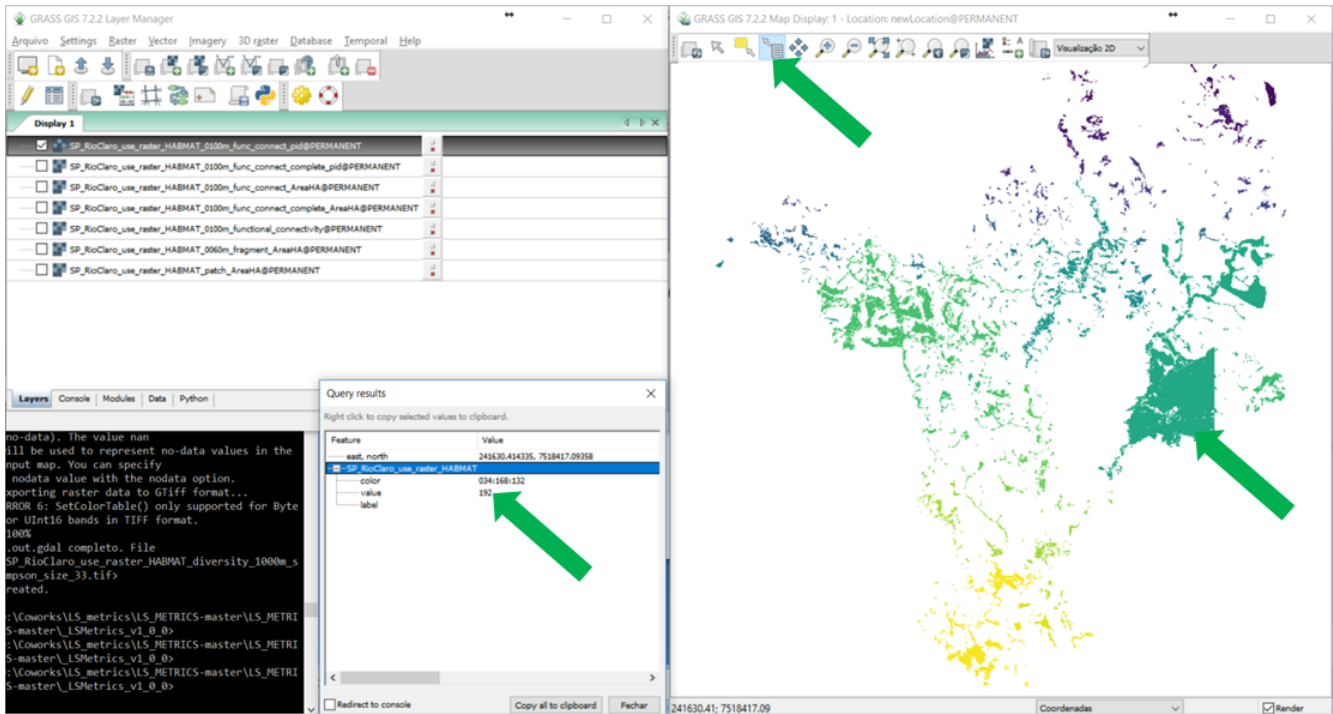 GRASS GIS 7.2.2 Layer Manager
Arquivo Settings Raster Vector Imagery 3D raster Database Temporal Help
Display 1
SP_RioClaro_use_raster_HABMAT_0100m_func_connect_pid@PERMANENT
SP_RioClaro_use_raster_HABMAT_0100m_func_connect_complete_pid@PERMANENT
SP_RioClaro_use_raster_HABMAT_0100m_func_connect_AreaHA@PERMANENT
SP_RioClaro_use_raster_HABMAT_0100m_func_connect_complete_AreaHA@PERMANENT
SP_RioClaro_use_raster_HABMAT_0100m_functional_connectivity@PERMANENT
SP_RioClaro_use_raster_HABMAT_0060m_fragment_AreaHA@PERMANENT
SP_RioClaro_use_raster_HABMAT_patch_AreaHA@PERMANENT
Layers Console Modules Data Python
no-data). The value nan
ill be used to represent no-data values in the
nput map. You can specify
nodata value with the nodata option.
xporting raster data to GTiff format...
RROR 6: SetColorTable() only supported for Byte
or UInt16 bands in TIFF format.
100%
.out.gdal completo. File
SP_RioClaro_use_raster_HABMAT_diversity_1000m_s
mpson_size_33.tif>
reated.
:\Coworks\LS_metrics\LS_METRICS-master\LS_METRI
S-master\_LSMetrics_v1_0_0>
:\Coworks\LS_metrics\LS_METRICS-master\LS_METRI
S-master\_LSMetrics_v1_0_0>
:\Coworks\LS_metrics\LS_METRICS-master\LS_METRI
S-master\_LSMetrics_v1_0_0>
Query results
Right click to copy selected values to clipboard.
Feature Value
east, north 241630.414335, 7518417.09358
SP_RioClaro_use_raster_HABMAT
color 034:168:132
value 192
label
Redirect to console Copy all to clipboard Fechar
GRASS GIS 7.2.2 Map Display: 1 - Location: newLocation@PERMANENT
Visualização 2D
241630.41; 7518417.09 Coordenadas Render